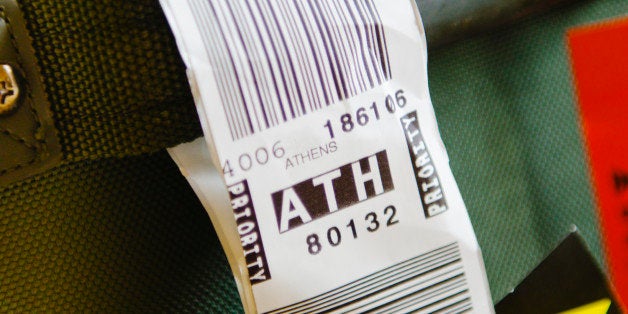 4006 186106
ATHENS
PRIORITY ATH PRIORITY
80132